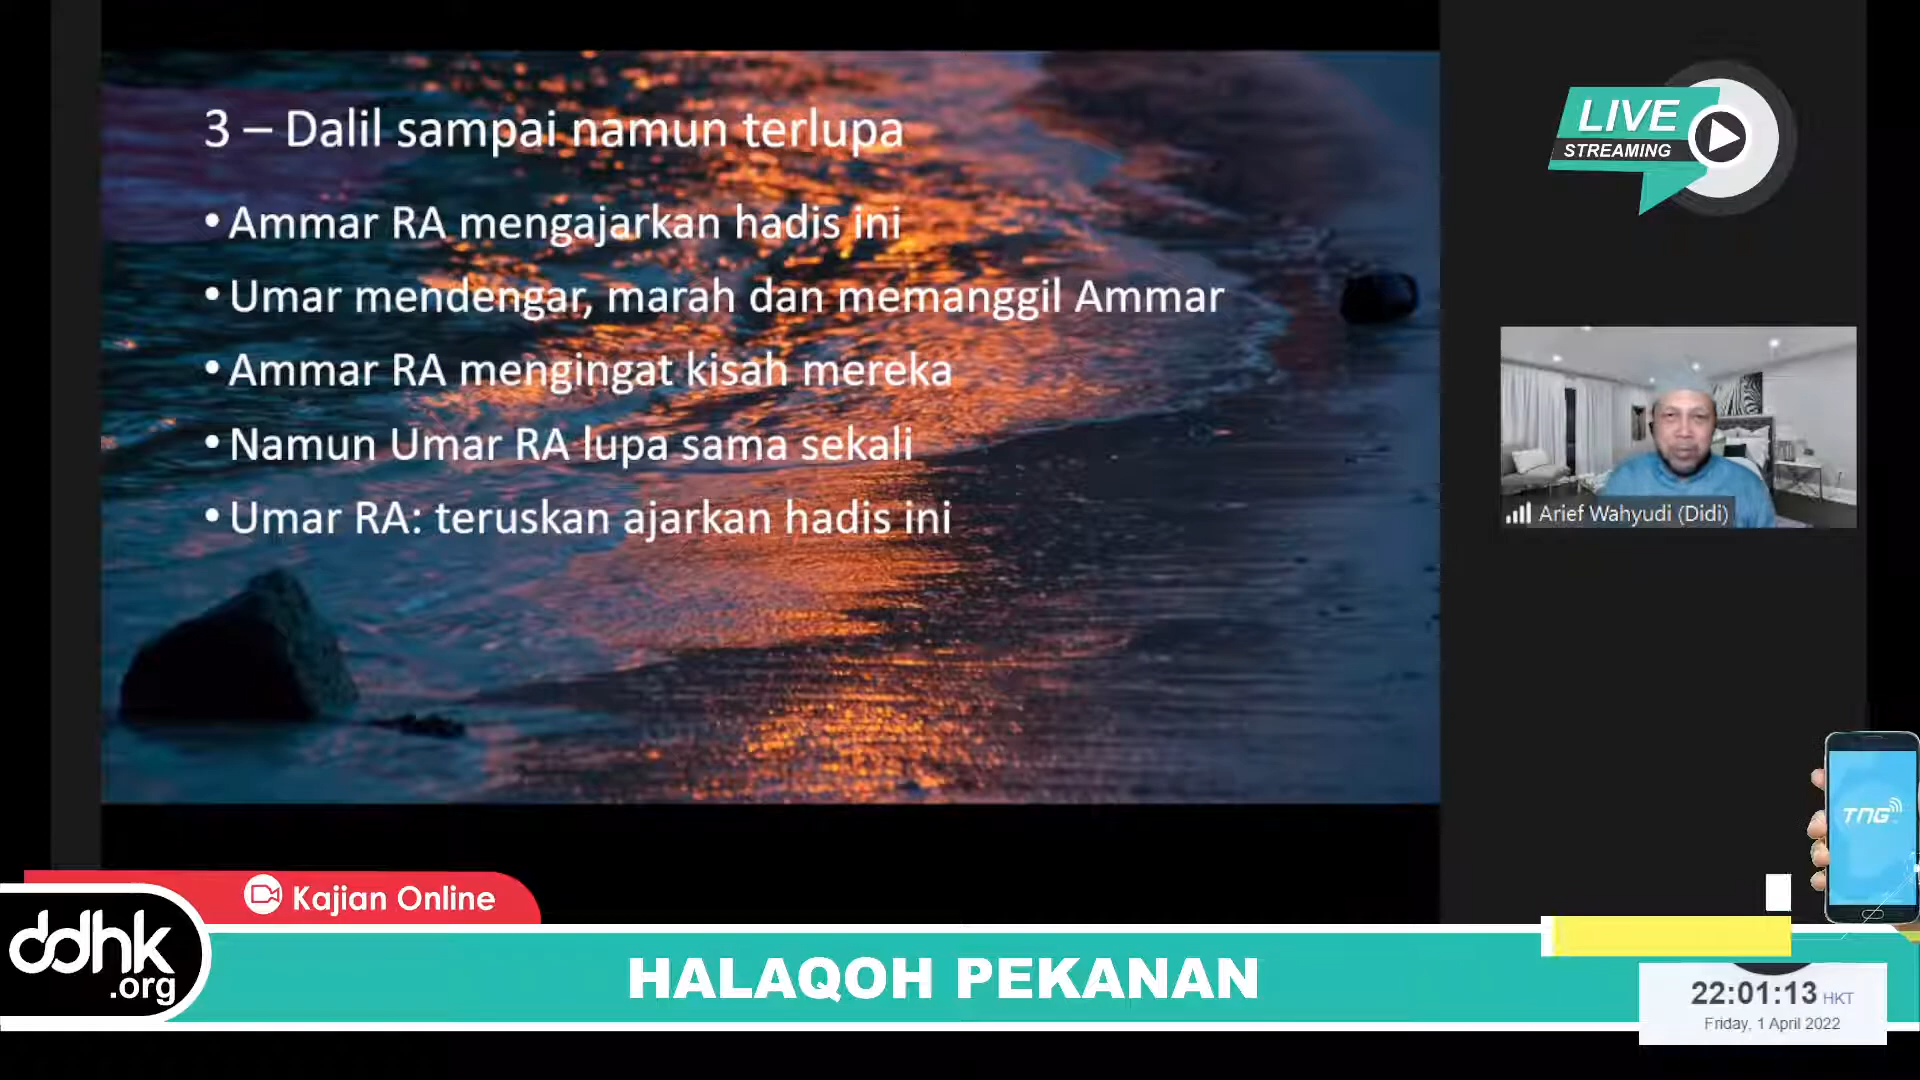 3 – Dalil sampai namun terlupa
• Ammar RA mengajarkan hadis ini
• Umar mendengar, marah dan memanggil Ammar
• Ammar RA mengingat kisah mereka
• Namun Umar RA lupa sama sekali
• Umar RA: teruskan ajarkan hadis ini
LIVE
STREAMING
Arief Wahyudi (Didi)
TNG
Kajian Online
ddhk
.org
HALAQOH PEKANAN
22:01:13 HKT
Friday, 1 April 2022